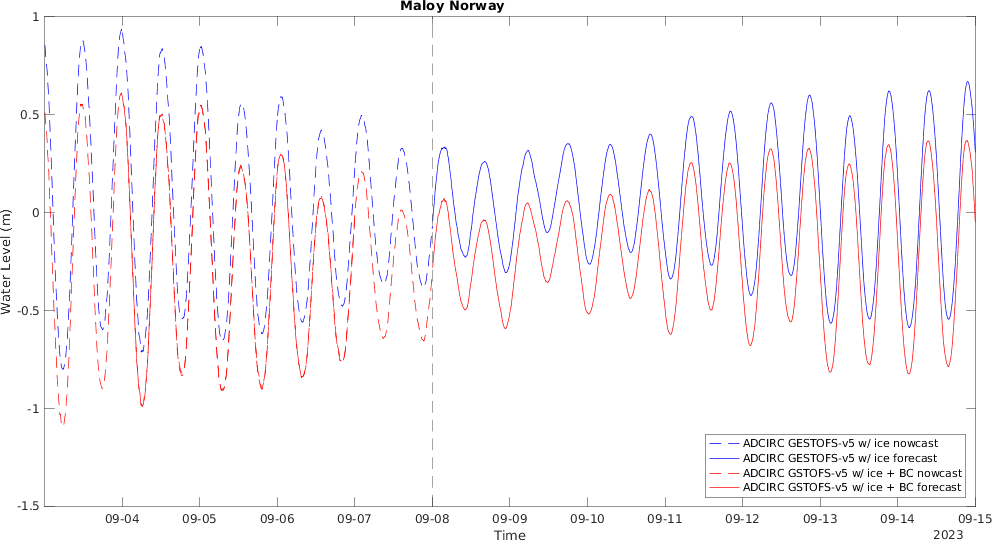 Maloy Norway
1
0.5
0
-0.5
-1
-1.5
Water Level (m)
ADCIRC GESTOFS-v5 w/ ice nowcast
ADCIRC GESTOFS-v5 w/ ice forecast
ADCIRC GSTOFS-v5 w/ ice + BC nowcast
ADCIRC GSTOFS-v5 w/ ice + BC forecast
09-04 09-05 09-06 09-07 09-08 09-09 09-10 09-11 09-12 09-13 09-14 09-15
Time
2023